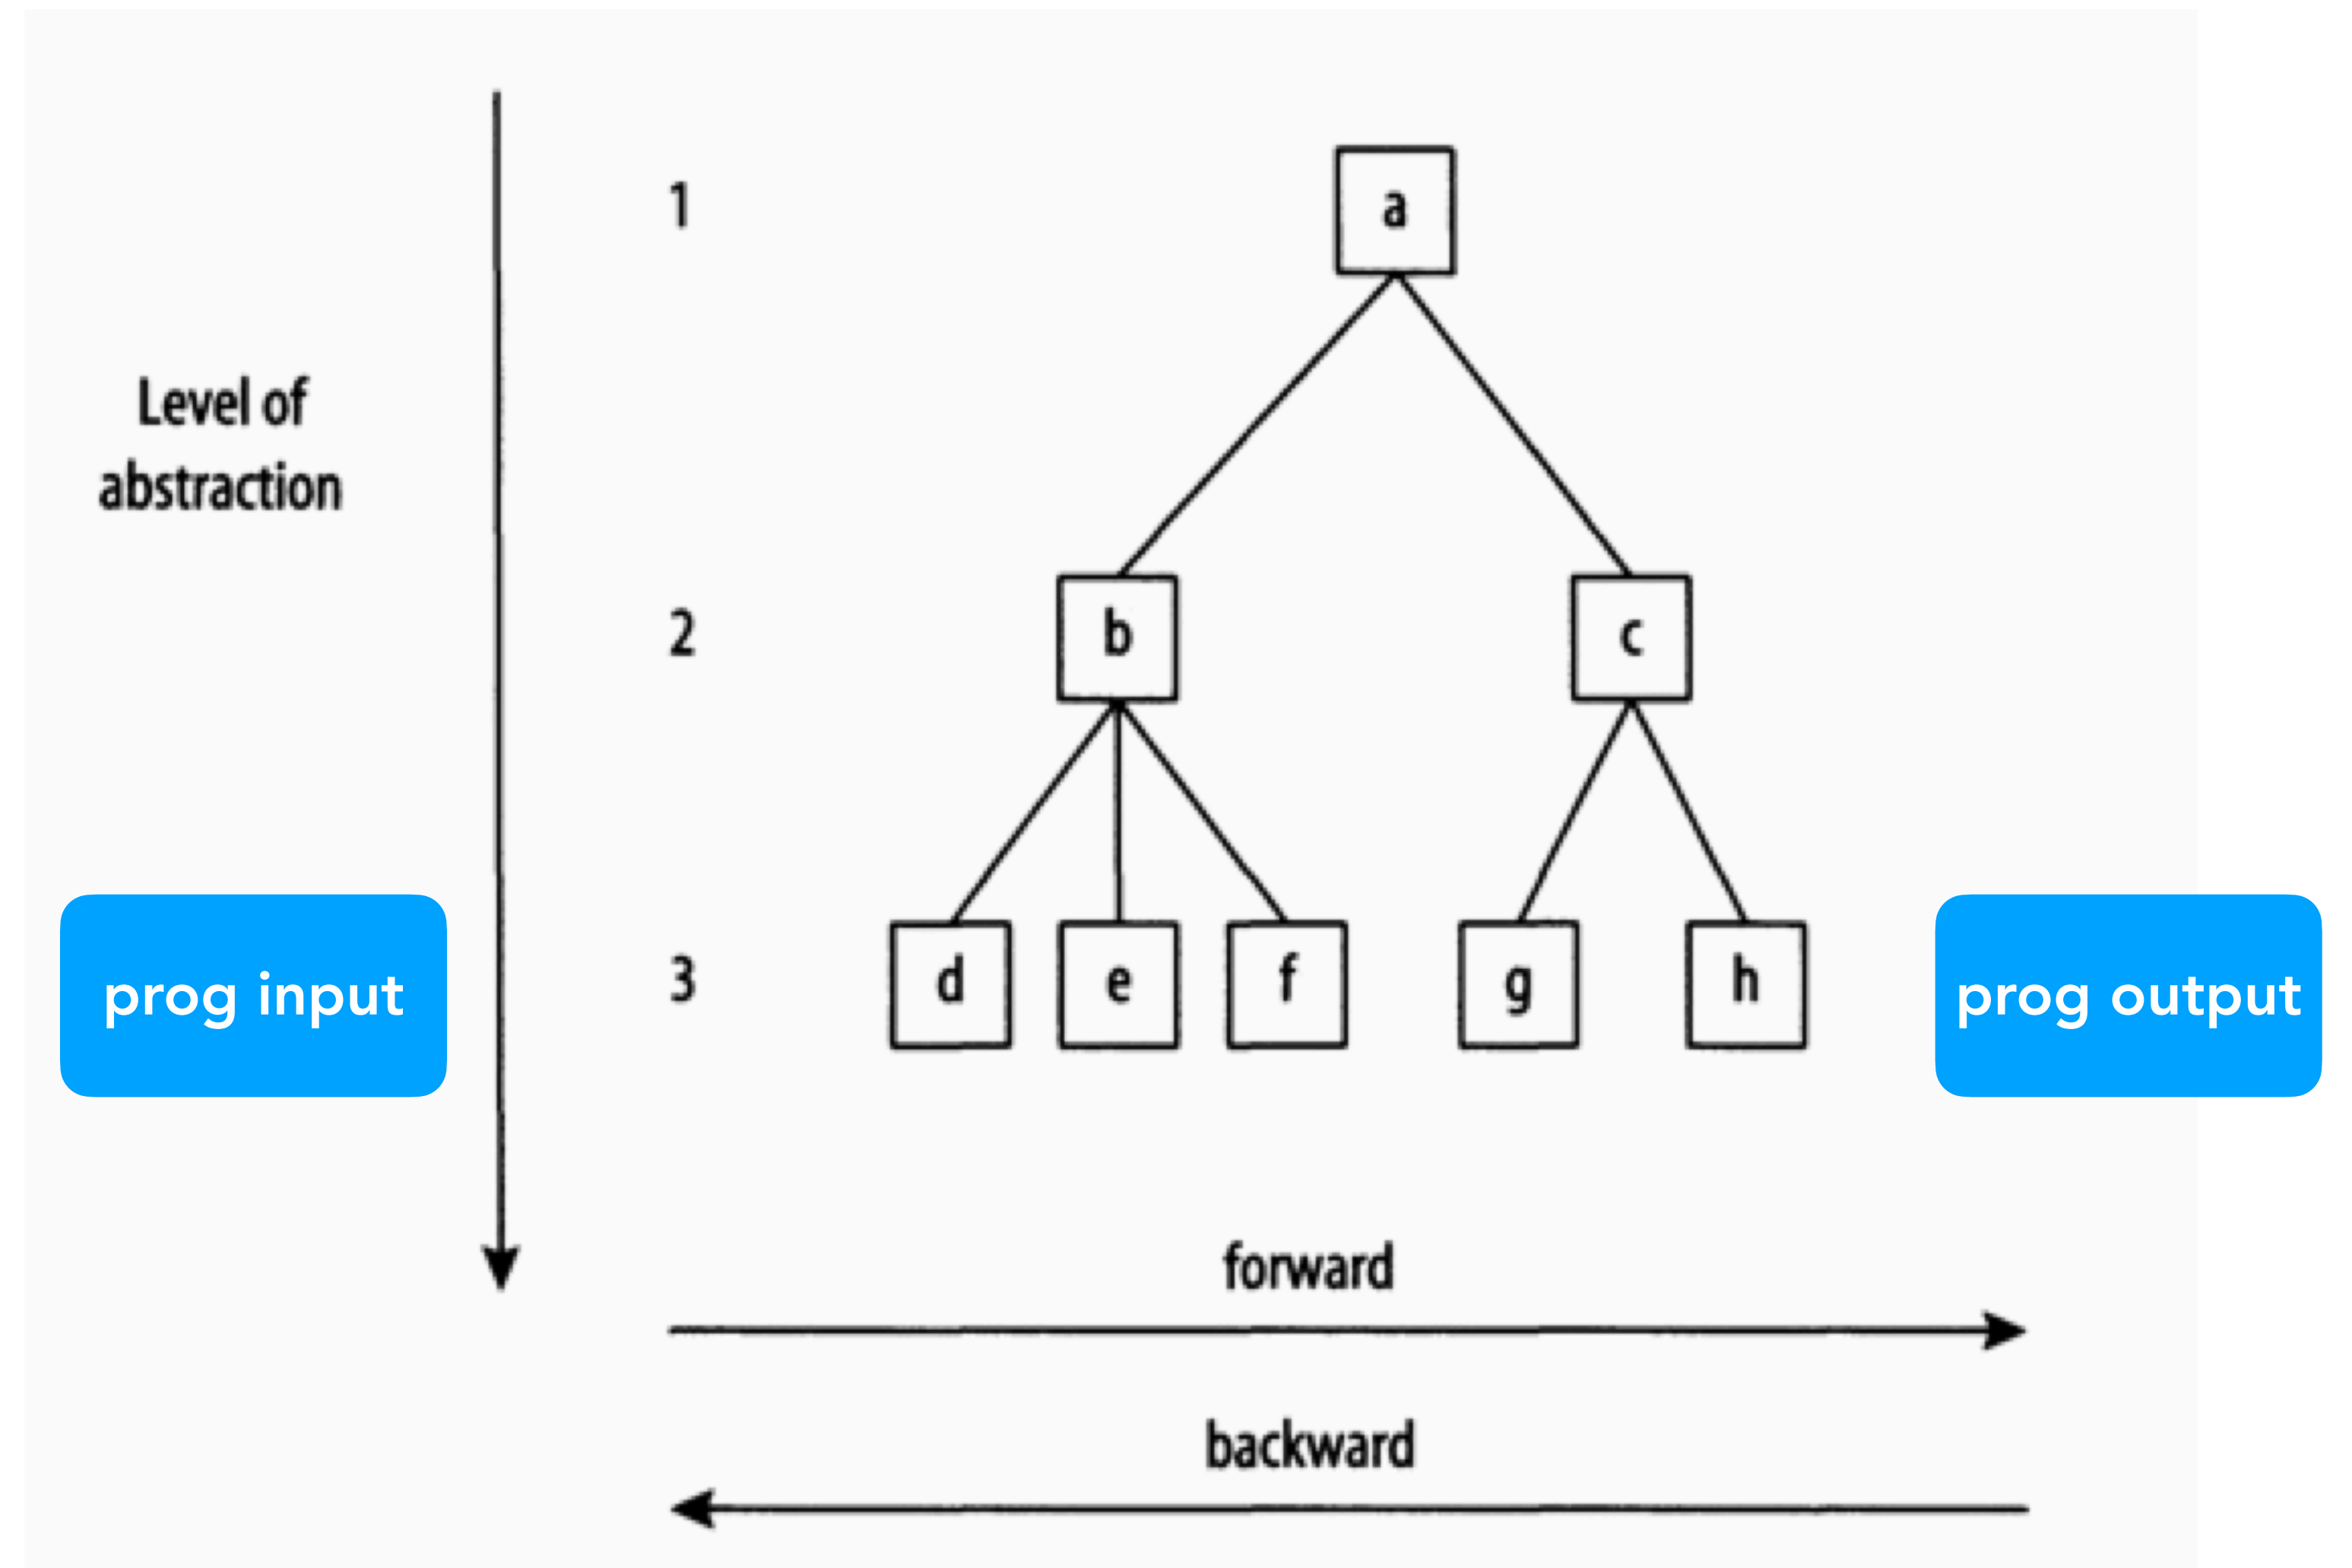 1
a
Level of
abstraction
2
b
c
prog input
3
d
e
f
g
h
prog output
forward
backward